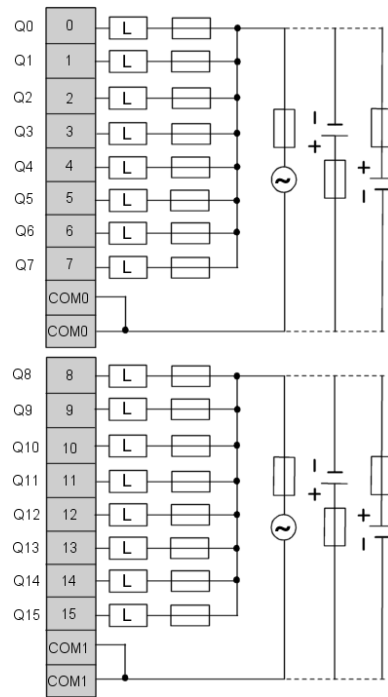 Q0 0 L
Q1 1 L
Q2 2 L
Q3 3 L
Q4 4 L
Q5 5 L
Q6 6 L
Q7 7 L
COM0
COM0
I + ~ + I
Q8 8 L
Q9 9 L
Q10 10 L
Q11 11 L
Q12 12 L
Q13 13 L
Q14 14 L
Q15 15 L
COM1
COM1
I + ~ + I